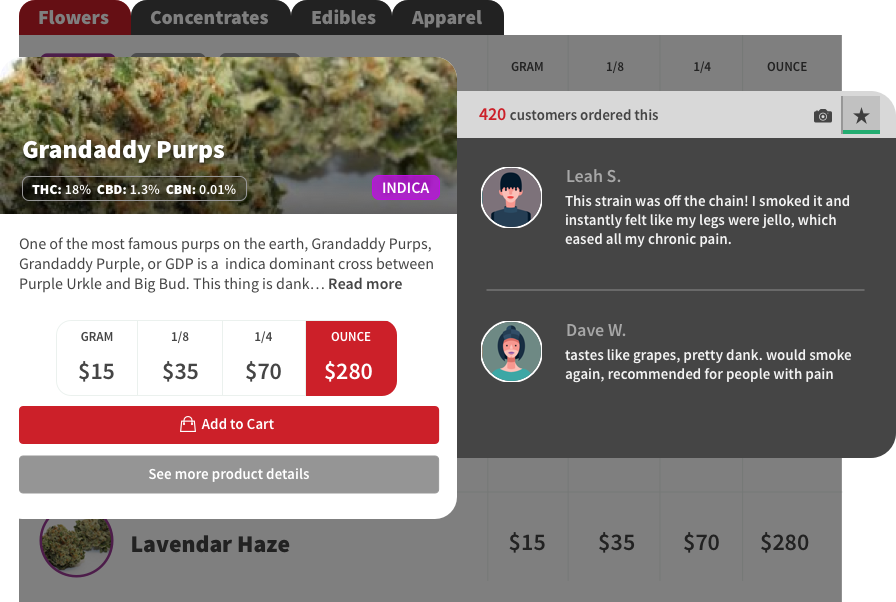 Flowers Concentrates Edibles Apparel
GRAM 1/8 1/4 OUNCE
420 customers ordered this
Grandaddy Purps
THC: 18% CBD: 1.3% CBN: 0.01%
INDICA
One of the most famous purps on the earth, Grandaddy Purps,
Grandaddy Purple, or GDP is a indica dominant cross between
Purple Urkle and Big Bud. This thing is dank… Read more
GRAM 1/8 1/4 OUNCE
$15 $35 $70 $280
Add to Cart
See more product details
Leah S.
This strain was off the chain! I smoked it and
instantly felt like my legs were jello, which
eased all my chronic pain.
Dave W.
tastes like grapes, pretty dank. would smoke
again, recommended for people with pain
Lavendar Haze $15 $35 $70 $280